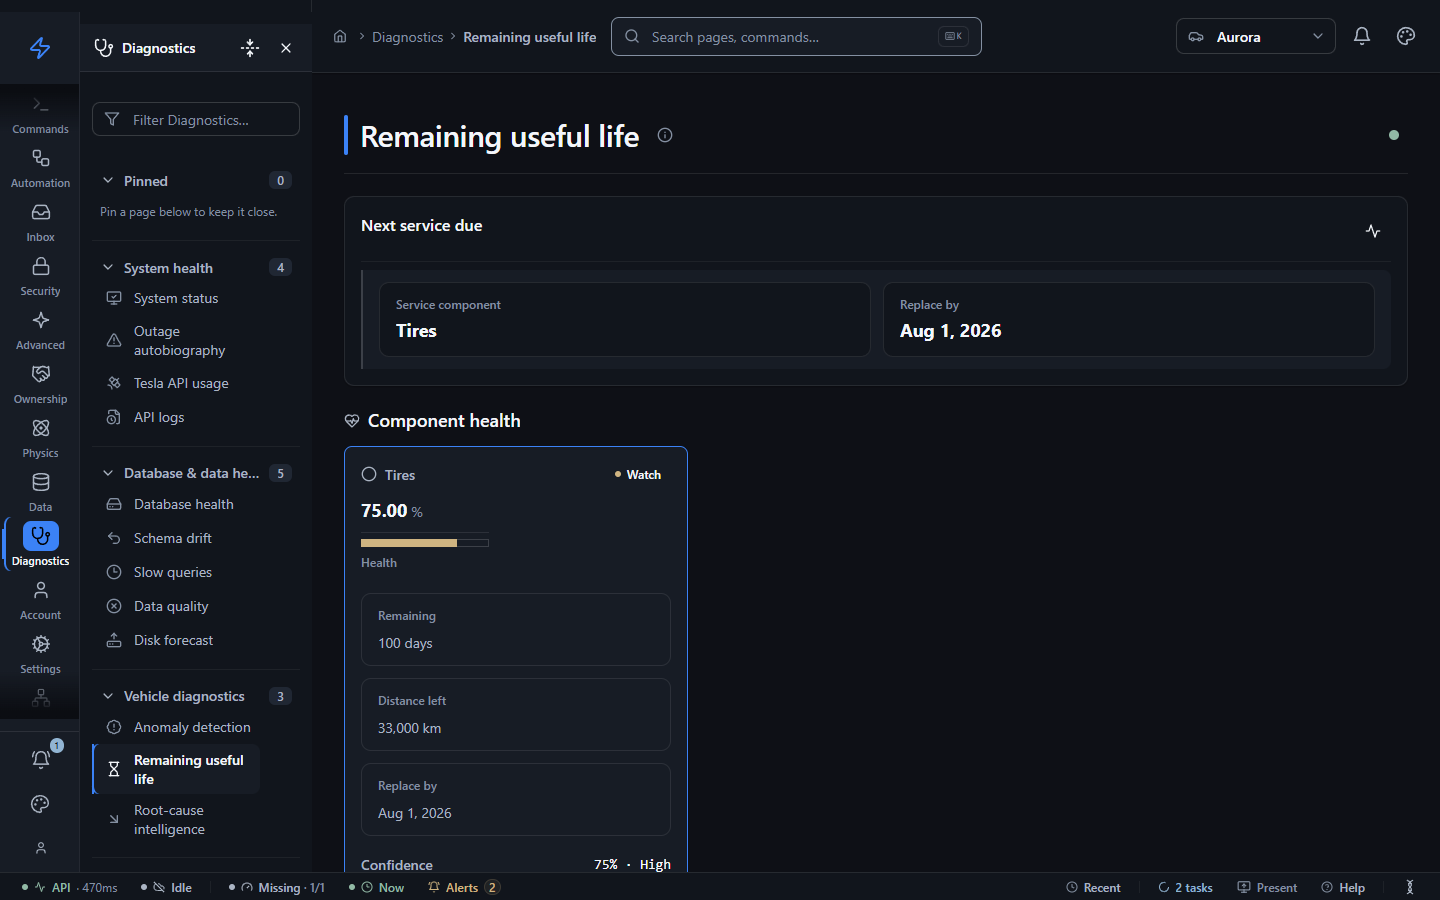 Diagnostics
Diagnostics
Remaining useful life
Search pages, commands...
K
Aurora
Commands
Automation
Inbox
Security
Advanced
Ownership
Physics
Data
Diagnostics
Account
Settings
1
Filter Diagnostics...
Pinned
0
Pin a page below to keep it close.
System health
4
System status
Outage
autobiography
Tesla API usage
API logs
Database & data he...
5
Database health
Schema drift
Slow queries
Data quality
Disk forecast
Vehicle diagnostics
3
Anomaly detection
Remaining useful
life
Root-cause
intelligence
Remaining useful life
Next service due
Service component
Tires
Replace by
Aug 1, 2026
Component health
Tires
Watch
75.00 %
Health
Remaining
100 days
Distance left
33,000 km
Replace by
Aug 1, 2026
Confidence
75% · High
API · 470ms
Idle
Missing · 1/1
Now
Alerts 2
Recent
2 tasks
Present
Help